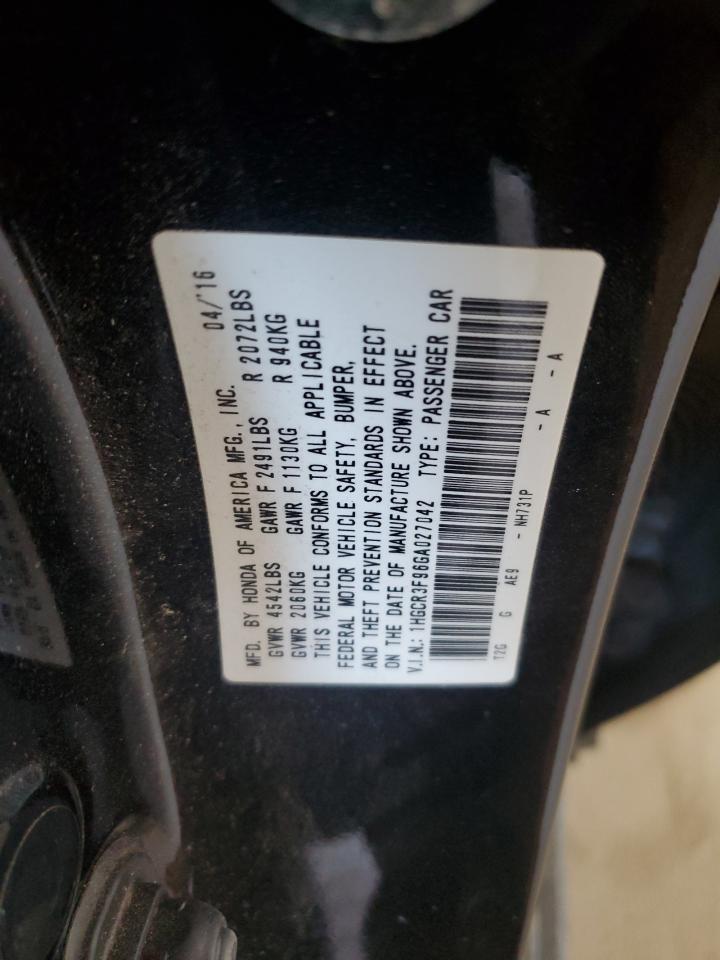 MFD. BY HONDA OF AMERICA MFG., INC. 04/'16
GVWR 4542LBS GAWR F 2491LBS R 2072LBS
GVWR 2060KG GAWR F 1130KG R 940KG
THIS VEHICLE CONFORMS TO ALL APPLICABLE
FEDERAL MOTOR VEHICLE SAFETY, BUMPER,
AND THEFT PREVENTION STANDARDS IN EFFECT
ON THE DATE OF MANUFACTURE SHOWN ABOVE.
V.I.N.: 1HGCR3F96GA027042 TYPE: PASSENGER CAR
T2G G AE9 - NH731P - A - A